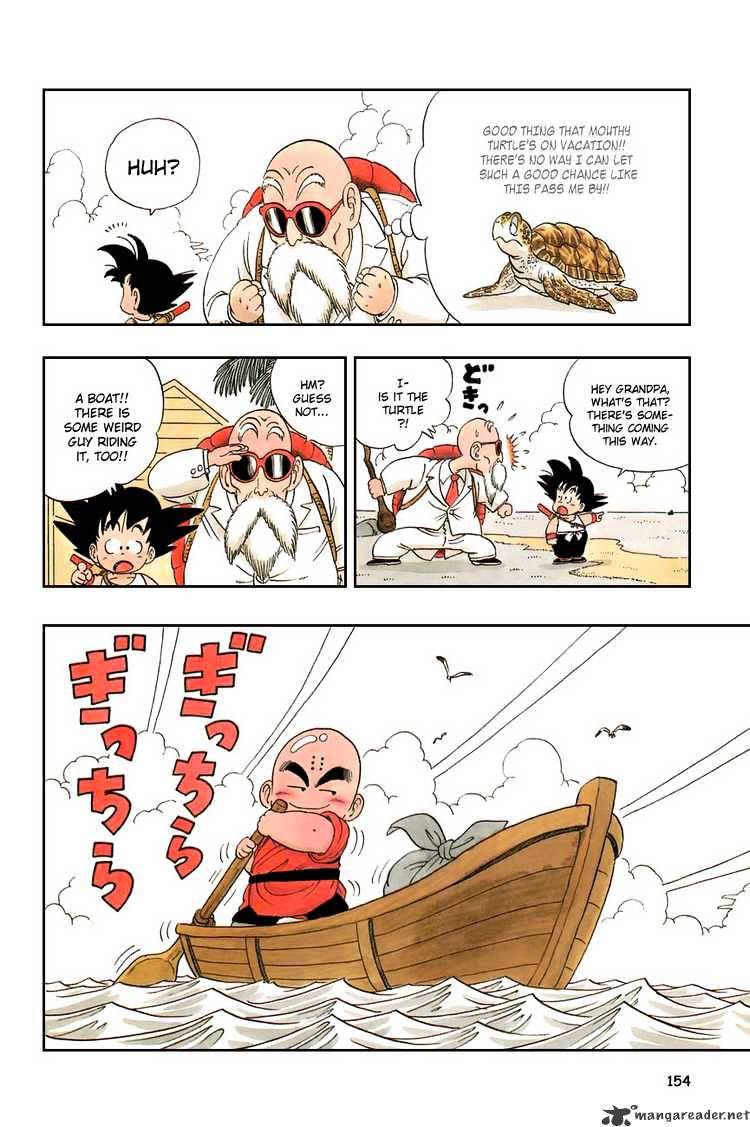 GOOD THING THAT MOUTHY
TURTLE'S ON VACATION!!
THERE'S NO WAY I CAN LET
SUCH A GOOD CHANCE LIKE
THIS PASS ME BY!!
HUH?
HEY GRANDPA,
WHAT'S THAT?
THERE'S SOME-
THING COMING
THIS WAY.
どきっ
I-
IS IT THE
TURTLE
?!
HM?
GUESS
NOT...
A BOAT!!
THERE IS
SOME WEIRD
GUY RIDING
IT, TOO!!
ぎっちら
ぎっちら
154
mangareader.net